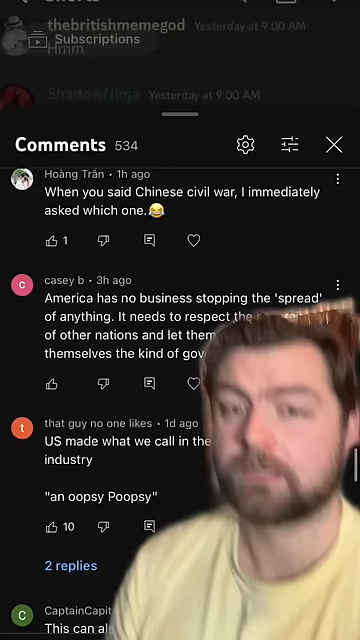 thebritishmemegod Yesterday at 9:00 AM
Hmm
Subscriptions
ShadowNinja Yesterday at 9:00 AM
Comments 534
Hoàng Trần • 1h ago
When you said Chinese civil war, I immediately
asked which one.😂
1
casey b • 3h ago
America has no business stopping the 'spread'
of anything. It needs to respect the
of other nations and let them
themselves the kind of
that guy no one likes • 1d ago
US made what we call in the
industry
"an oopsy Poopsy"
10
2 replies
CaptainCapit
This can